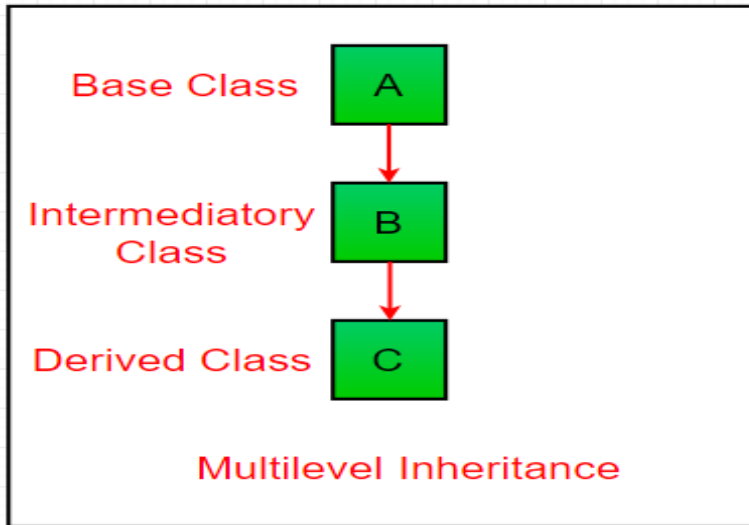 Base Class A
Intermediatory
Class
B
Derived Class C
Multilevel Inheritance